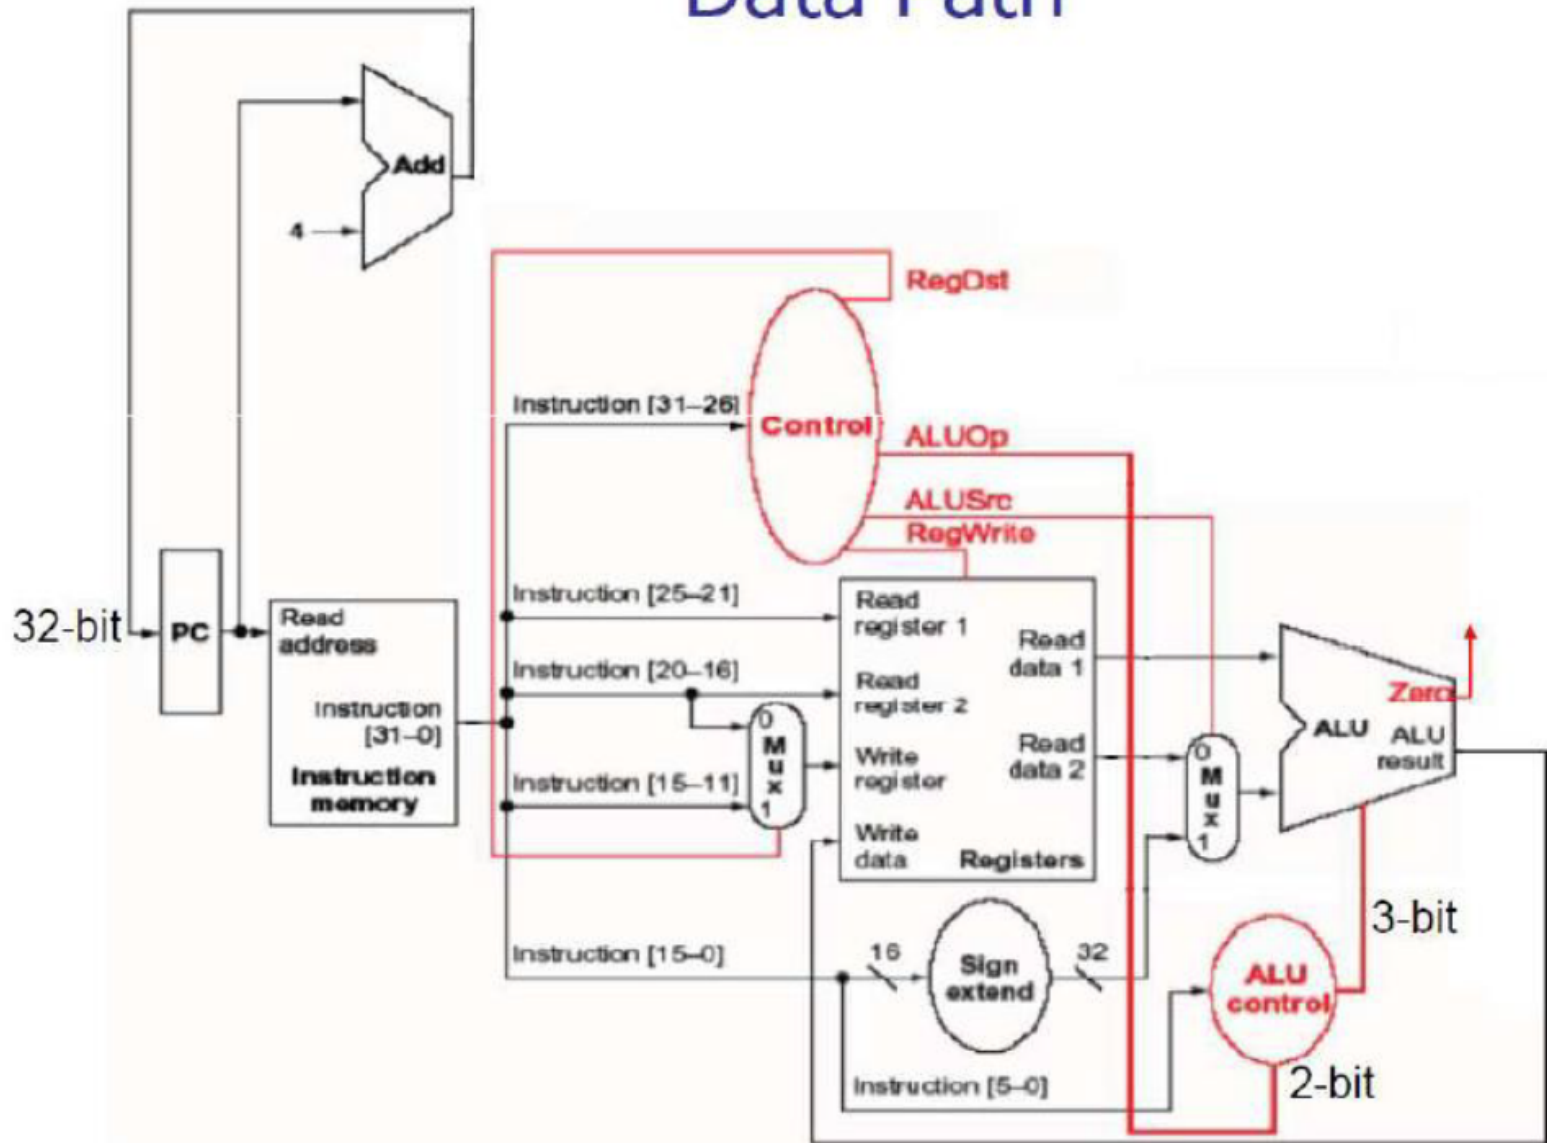 Data Path
Add
4
RegDst
Instruction [31–26]
Control
ALUOp
ALUSrc
RegWrite
32-bit
PC
Read
address
Instruction
[31–0]
Instruction
memory
Instruction [25–21]
Instruction [20–16]
Instruction [15–11]
0
M
u
x
1
Read
register 1
Read
register 2
Write
register
Write
data
Read
data 1
Read
data 2
Registers
0
M
u
x
1
Zero
ALU
ALU
result
3-bit
Instruction [15–0]
16
Sign
extend
32
ALU
control
Instruction [5–0]
2-bit